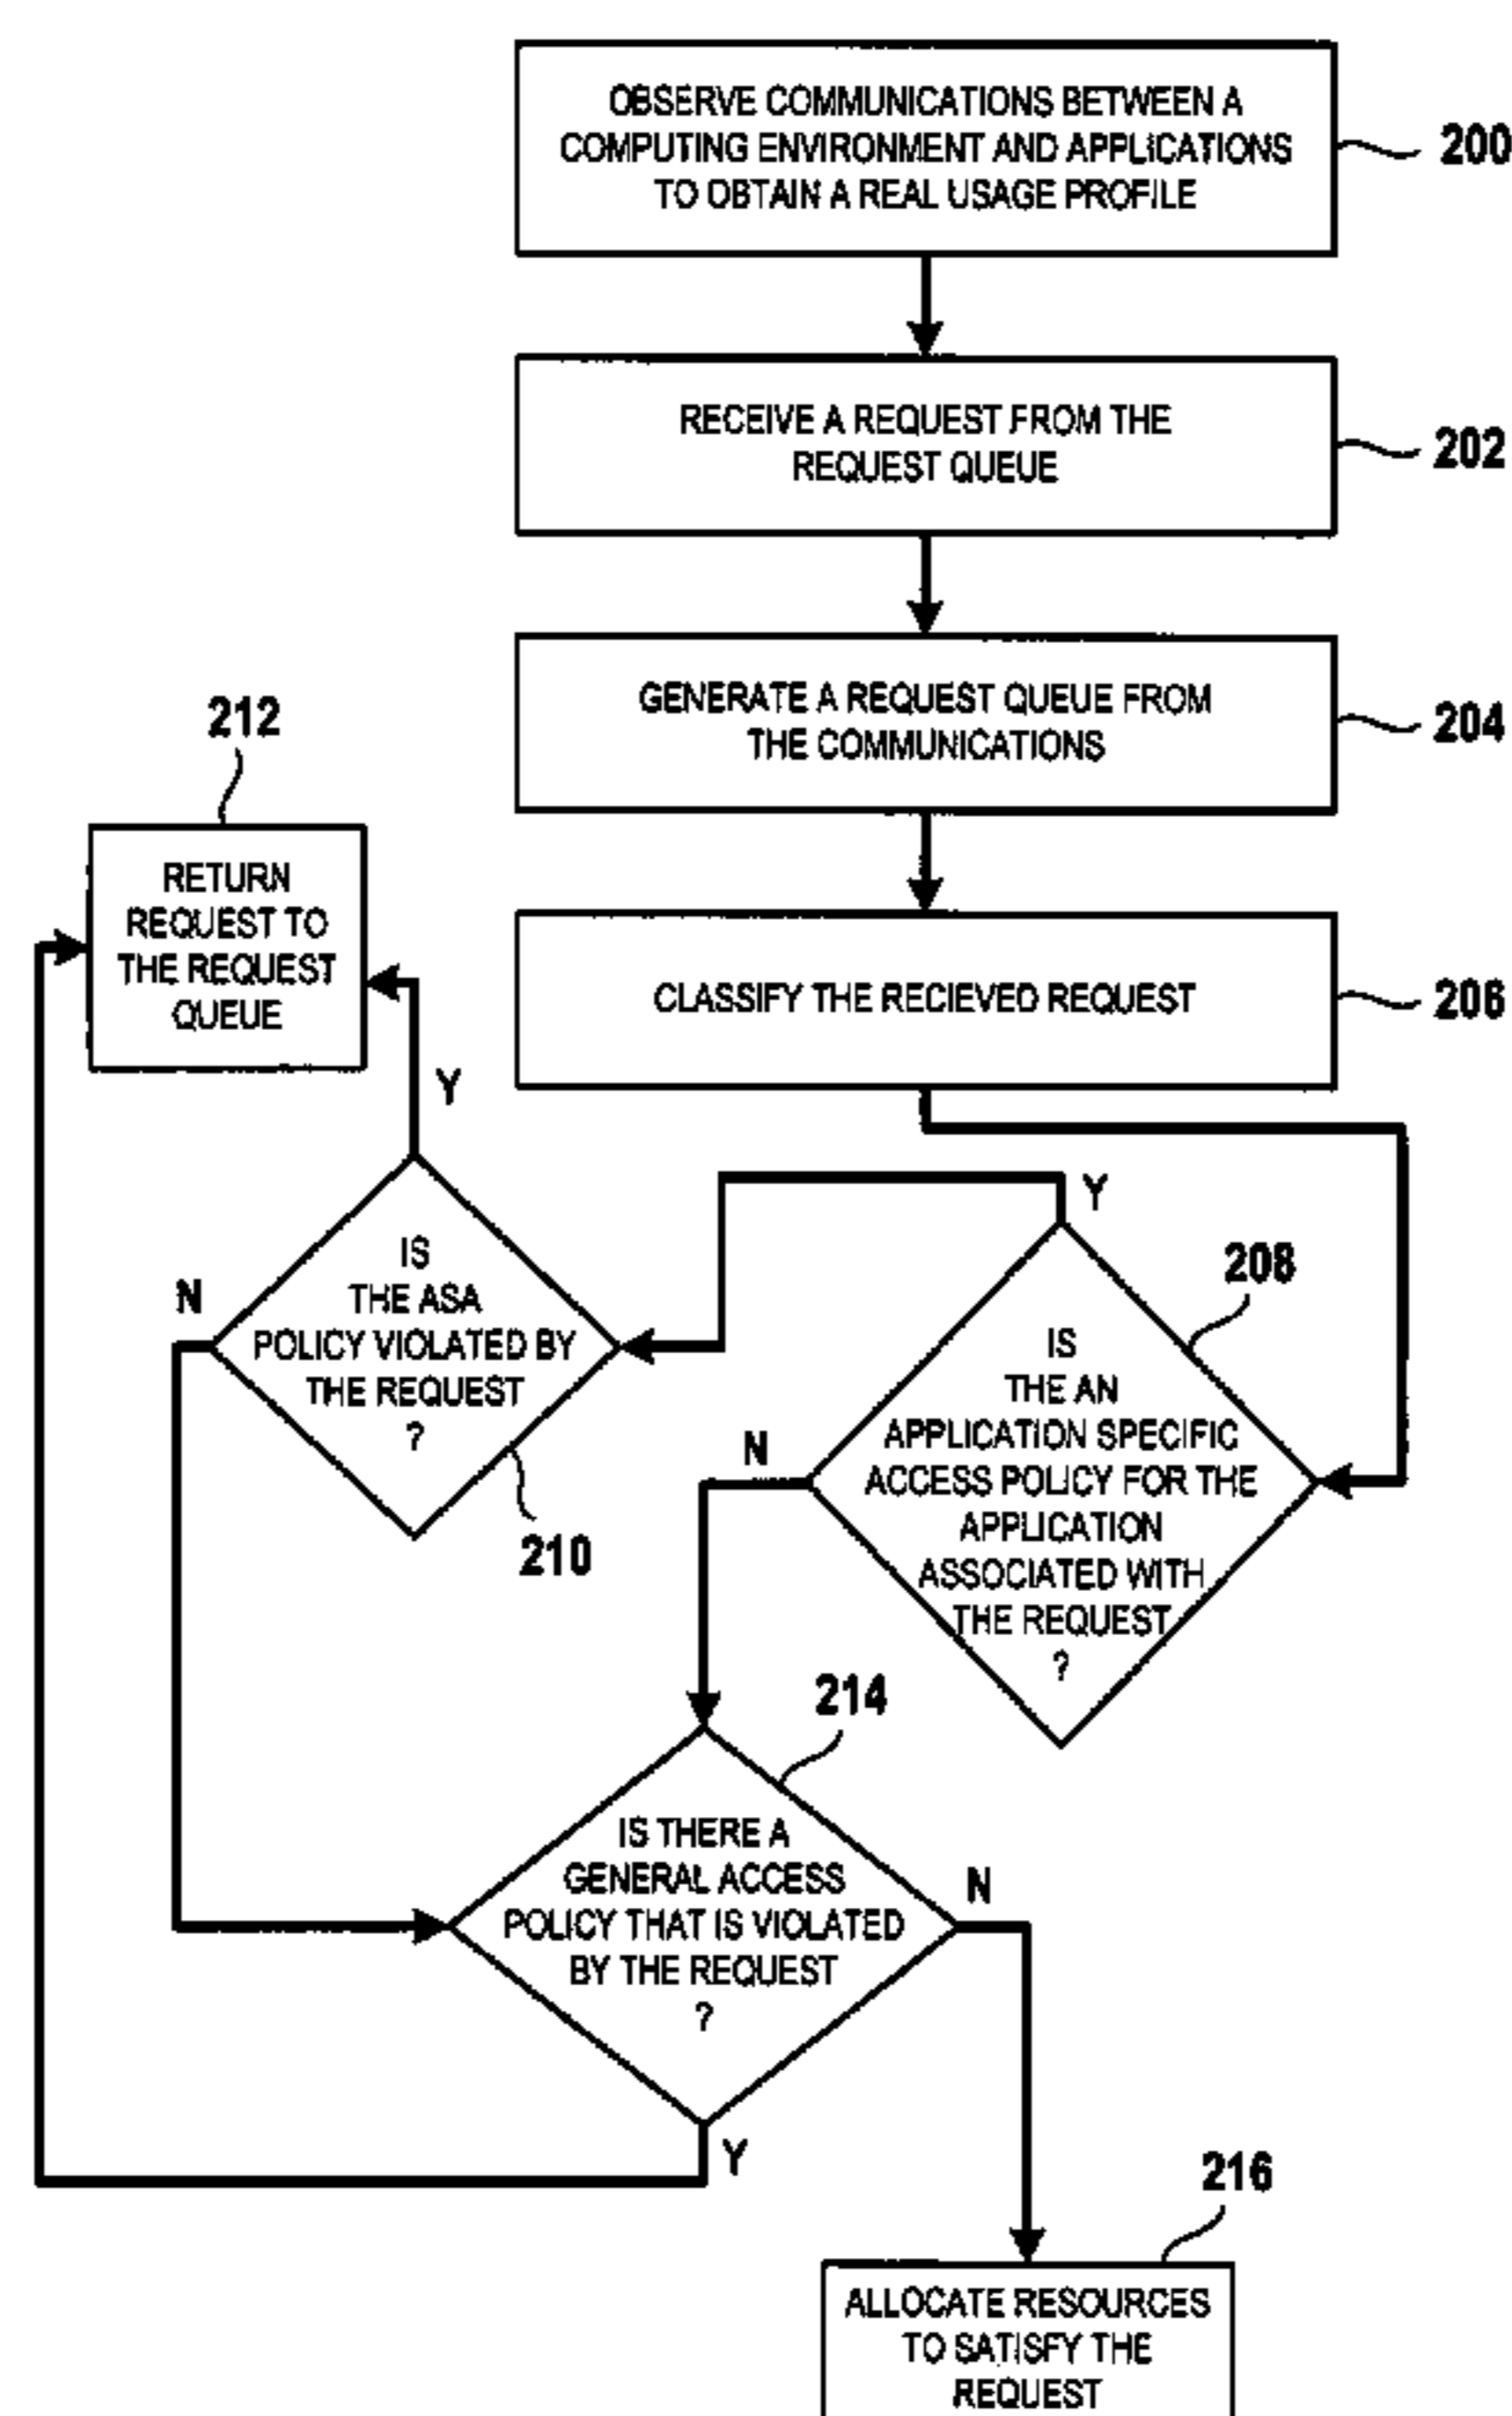 OBSERVE COMMUNICATIONS BETWEEN A
COMPUTING ENVIRONMENT AND APPLICATIONS
TO OBTAIN A REAL USAGE PROFILE
200
RECEIVE A REQUEST FROM THE
REQUEST QUEUE
202
GENERATE A REQUEST QUEUE FROM
THE COMMUNICATIONS
204
212
RETURN
REQUEST TO
THE REQUEST
QUEUE
CLASSIFY THE RECIEVED REQUEST
206
Y
Y
IS
THE ASA
POLICY VIOLATED BY
THE REQUEST
?
N
210
208
IS
THE AN
APPLICATION SPECIFIC
ACCESS POLICY FOR THE
APPLICATION
ASSOCIATED WITH
THE REQUEST
?
N
214
IS THERE A
GENERAL ACCESS
POLICY THAT IS VIOLATED
BY THE REQUEST
?
N
Y
216
ALLOCATE RESOURCES
TO SATISFY THE
REQUEST